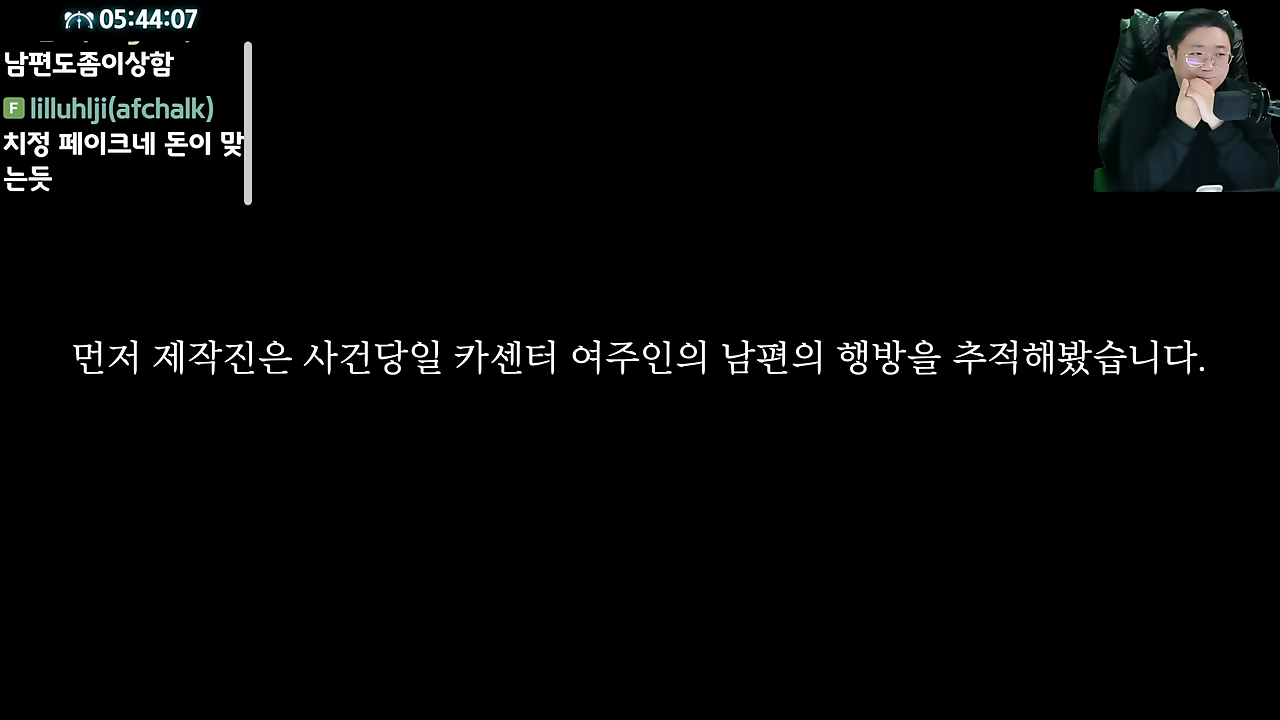 05:44:07
남편도좀이상함
F lilluhlji(afchalk)
치정 페이크네 돈이 맞
는듯
먼저 제작진은 사건당일 카센터 여주인의 남편의 행방을 추적해봤습니다.